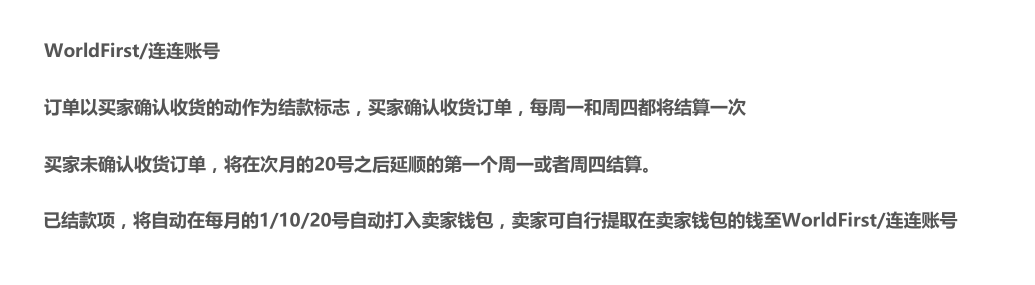 WorldFirst/连连账号
订单以买家确认收货的动作为结款标志，买家确认收货订单，每周一和周四都将结算一次
买家未确认收货订单，将在次月的20号之后延顺的第一个周一或者周四结算。
已结款项，将自动在每月的1/10/20号自动打入卖家钱包，卖家可自行提取在卖家钱包的钱至WorldFirst/连连账号